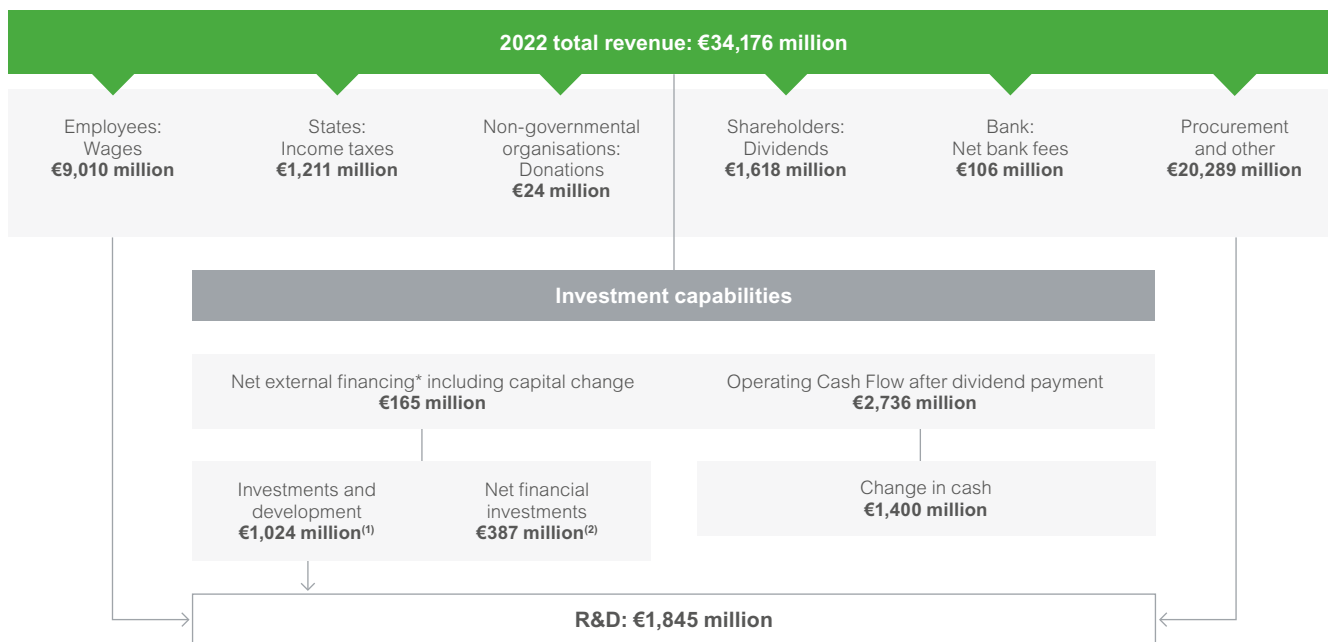 2022 total revenue: €34,176 million
Employees:
Wages
€9,010 million
States:
Income taxes
€1,211 million
Non-governmental
organisations:
Donations
€24 million
Shareholders:
Dividends
€1,618 million
Bank:
Net bank fees
€106 million
Procurement
and other
€20,289 million
Investment capabilities
Net external financing* including capital change
€165 million
Operating Cash Flow after dividend payment
€2,736 million
Investments and
development
€1,024 million(1)
Net financial
investments
€387 million(2)
Change in cash
€1,400 million
R&D: €1,845 million